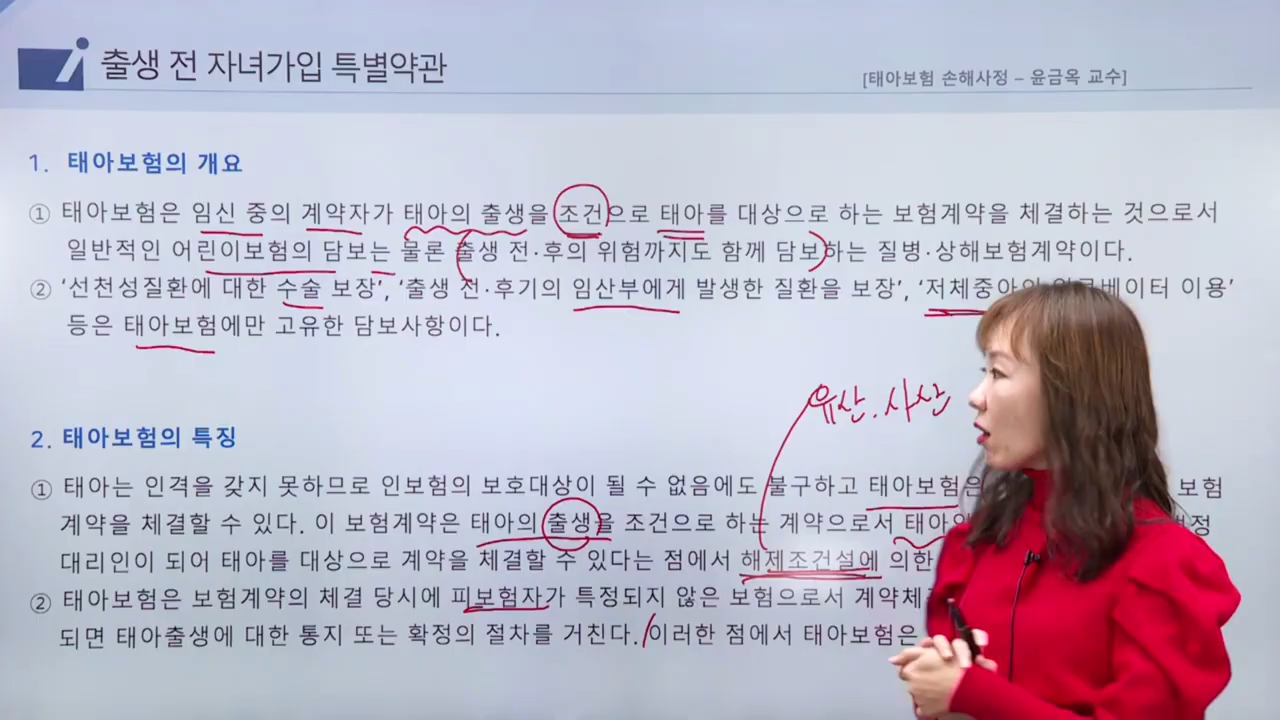 출생 전 자녀가입 특별약관
[태아보험 손해사정 – 윤금옥 교수]
1. 태아보험의 개요
① 태아보험은 임신 중의 계약자가 태아의 출생을 조건으로 태아를 대상으로 하는 보험계약을 체결하는 것으로서
일반적인 어린이보험의 담보는 물론 출생 전·후의 위험까지도 함께 담보하는 질병·상해보험계약이다.
② ‘선천성질환에 대한 수술 보장’, ‘출생 전·후기의 임산부에게 발생한 질환을 보장’, ‘저체중아의 인큐베이터 이용’
등은 태아보험에만 고유한 담보사항이다.
유산. 사산
2. 태아보험의 특징
① 태아는 인격을 갖지 못하므로 인보험의 보호대상이 될 수 없음에도 불구하고 태아보험은 보험
계약을 체결할 수 있다. 이 보험계약은 태아의 출생을 조건으로 하는 계약으로서
대리인이 되어 태아를 대상으로 계약을 체결할 수 있다는 점에서 해제조건설에 의한
② 태아보험은 보험계약의 체결 당시에 피보험자가 특정되지 않은 보험으로서
되면 태아출생에 대한 통지 또는 확정의 절차를 거친다. 이러한 점에서 태아보험은